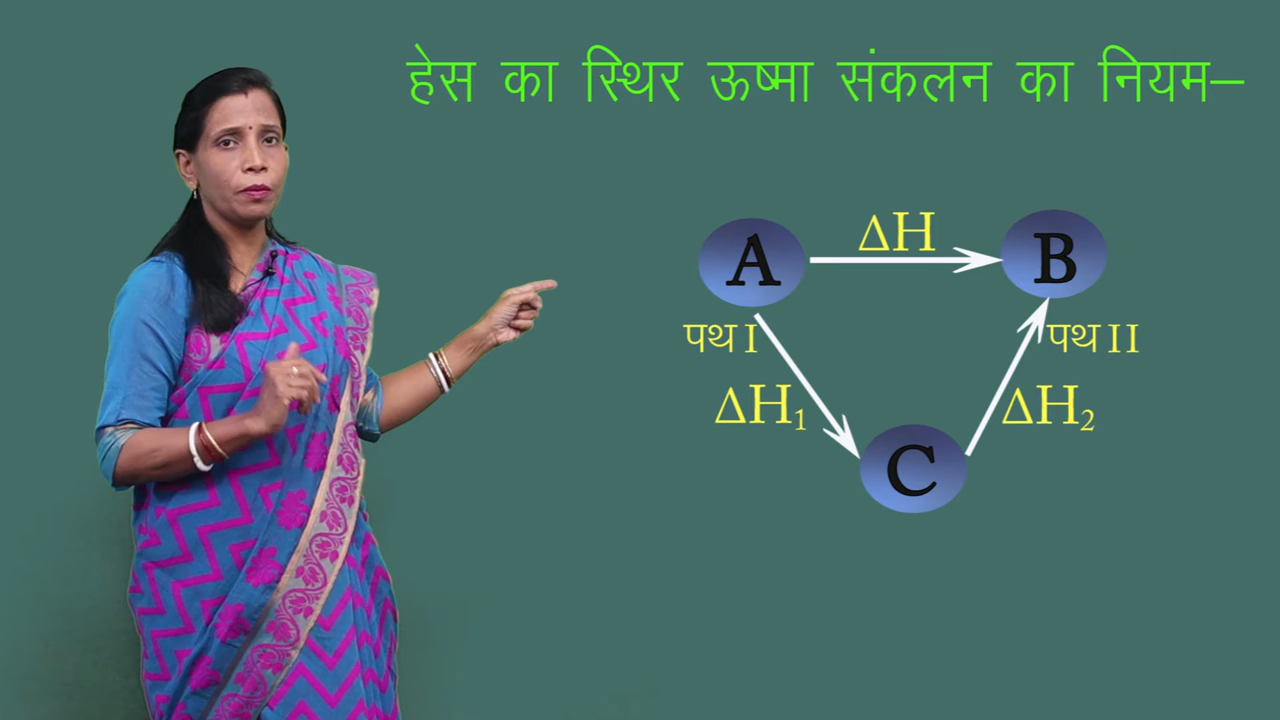 हेस का स्थिर ऊष्मा संकलन का नियम–
A
ΔH
B
पथ I
पथ II
ΔH₁
ΔH₂
C